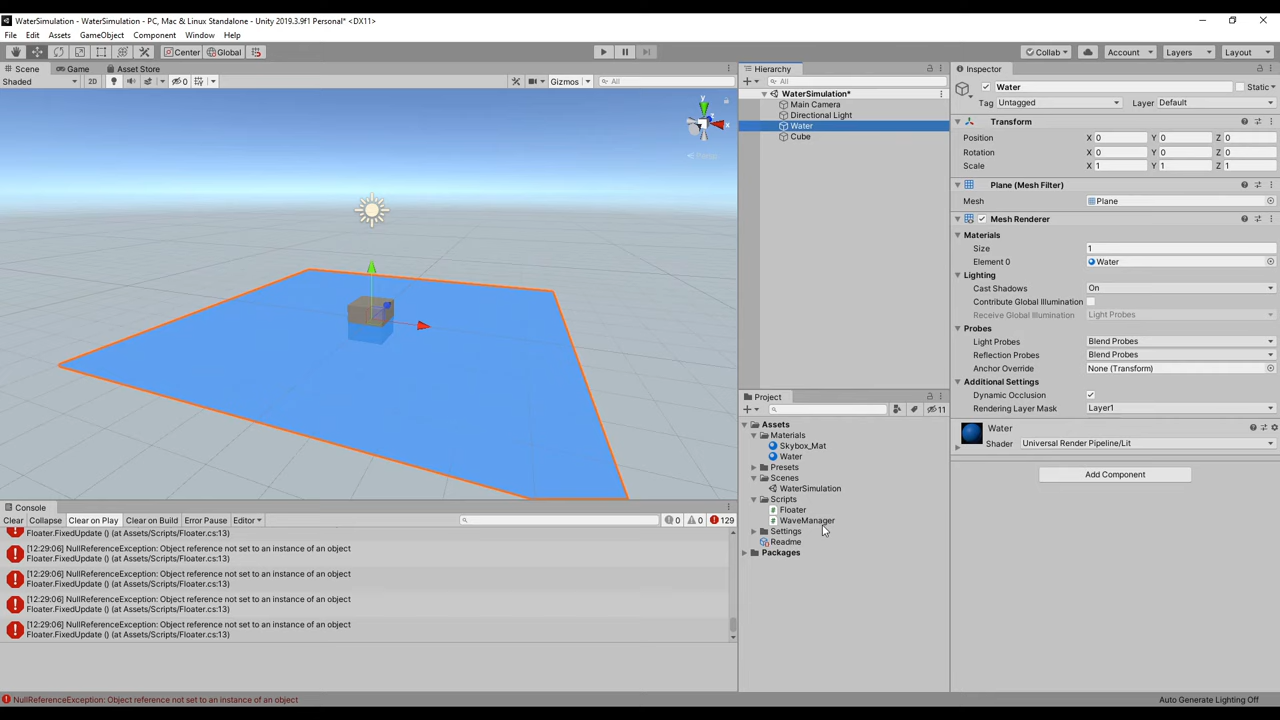 WaterSimulation - WaterSimulation - PC, Mac & Linux Standalone - Unity 2019.3.9f1 Personal* <DX11>
File Edit Assets GameObject Component Window Help
Center Global Collab Account Layers Layout
Scene Game Asset Store
Shaded 2D 0 Gizmos All
y
x
Persp
Hierarchy
All
WaterSimulation*
Main Camera
Directional Light
Water
Cube
Inspector
Water Static
Tag Untagged Layer Default
Transform
Position X 0 Y 0 Z 0
Rotation X 0 Y 0 Z 0
Scale X 1 Y 1 Z 1
Plane (Mesh Filter)
Mesh Plane
Mesh Renderer
Materials
Size 1
Element 0 Water
Lighting
Cast Shadows On
Contribute Global Illumination
Receive Global Illumination Light Probes
Probes
Light Probes Blend Probes
Reflection Probes Blend Probes
Anchor Override None (Transform)
Additional Settings
Dynamic Occlusion
Rendering Layer Mask Layer1
Water
Shader Universal Render Pipeline/Lit
Add Component
Project
11
Assets
Materials
Skybox_Mat
Water
Presets
Scenes
WaterSimulation
Scripts
Floater
WaveManager
Settings
Readme
Packages
Console
Clear Collapse Clear on Play Clear on Build Error Pause Editor 0 0 129
Floater.FixedUpdate () (at Assets/Scripts/Floater.cs:13)
[12:29:06] NullReferenceException: Object reference not set to an instance of an object
Floater.FixedUpdate () (at Assets/Scripts/Floater.cs:13)
[12:29:06] NullReferenceException: Object reference not set to an instance of an object
Floater.FixedUpdate () (at Assets/Scripts/Floater.cs:13)
[12:29:06] NullReferenceException: Object reference not set to an instance of an object
Floater.FixedUpdate () (at Assets/Scripts/Floater.cs:13)
[12:29:06] NullReferenceException: Object reference not set to an instance of an object
Floater.FixedUpdate () (at Assets/Scripts/Floater.cs:13)
NullReferenceException: Object reference not set to an instance of an object
Auto Generate Lighting Off